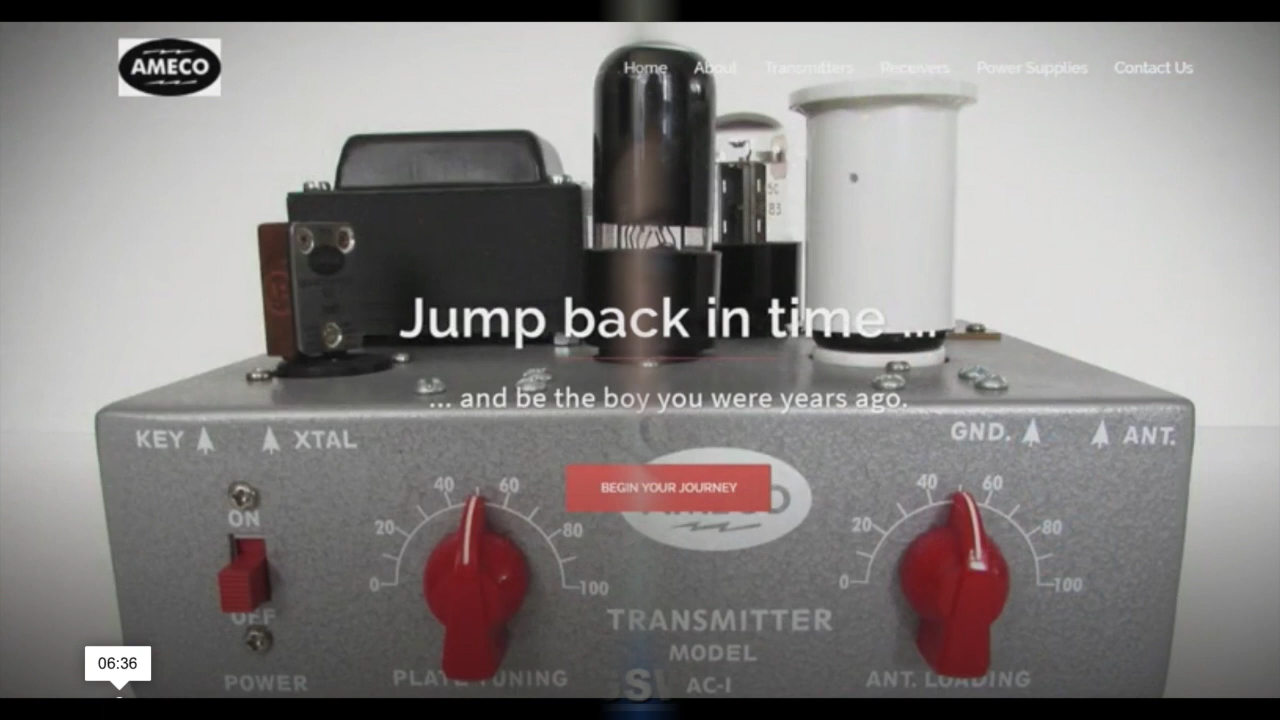 AMECO
Home About Transmitters Receivers Power Supplies Contact Us
Jump back in time ...
... and be the boy you were years ago.
KEY XTAL
GND. ANT.
BEGIN YOUR JOURNEY
ON
OFF
POWER
0 20 40 60 80 100
PLATE TUNING
TRANSMITTER
MODEL
AC-1
0 20 40 60 80 100
ANT. LOADING
06:36